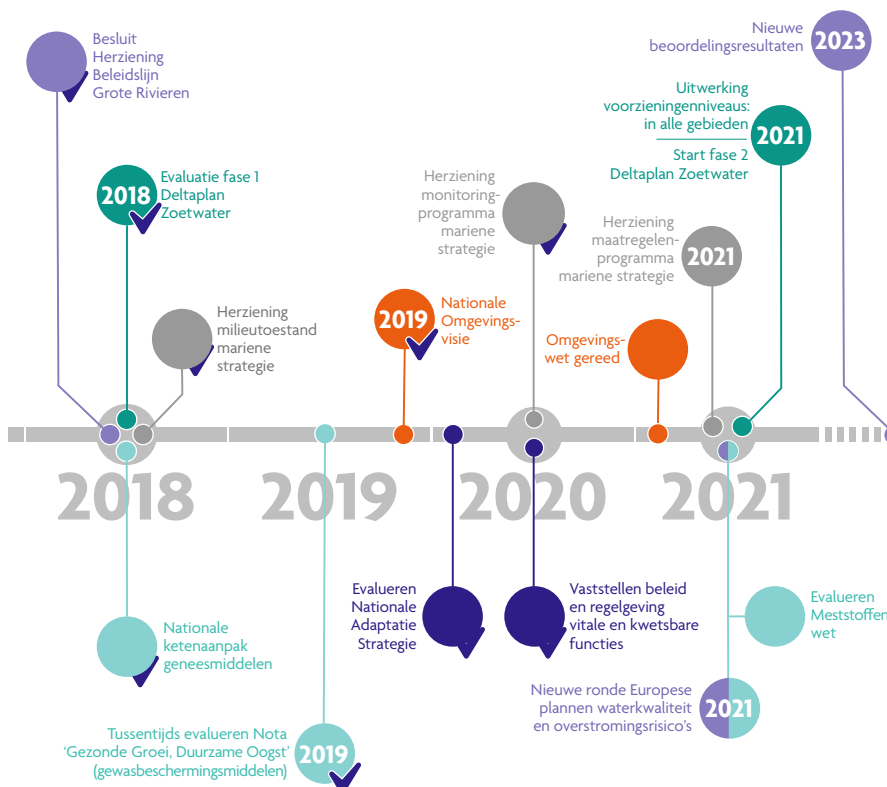 Besluit
Herziening
Beleidslijn
Grote Rivieren
2018
Evaluatie fase 1
Deltaplan
Zoetwater
Herziening
milieutoestand
mariene
strategie
2019
Nationale
Omgevings-
visie
Herziening
monitoring-
programma
mariene
strategie
Omgevings-
wet gereed
Herziening
maatregelen-
programma
mariene strategie
2021
Uitwerking
voorzieningenniveaus:
in alle gebieden
Start fase 2
Deltaplan Zoetwater
2021
Nieuwe
beoordelingsresultaten
2023
2018
2019
2020
2021
Nationale
ketenaanpak
geneesmiddelen
Tussentijds evalueren Nota
'Gezonde Groei, Duurzame Oogst'
(gewasbeschermingsmiddelen)
2019
Evalueren
Nationale
Adaptatie
Strategie
Vaststellen beleid
en regelgeving
vitale en kwetsbare
functies
Evalueren
Meststoffen
wet
Nieuwe ronde Europese
plannen waterkwaliteit
en overstromingsrisico's
2021